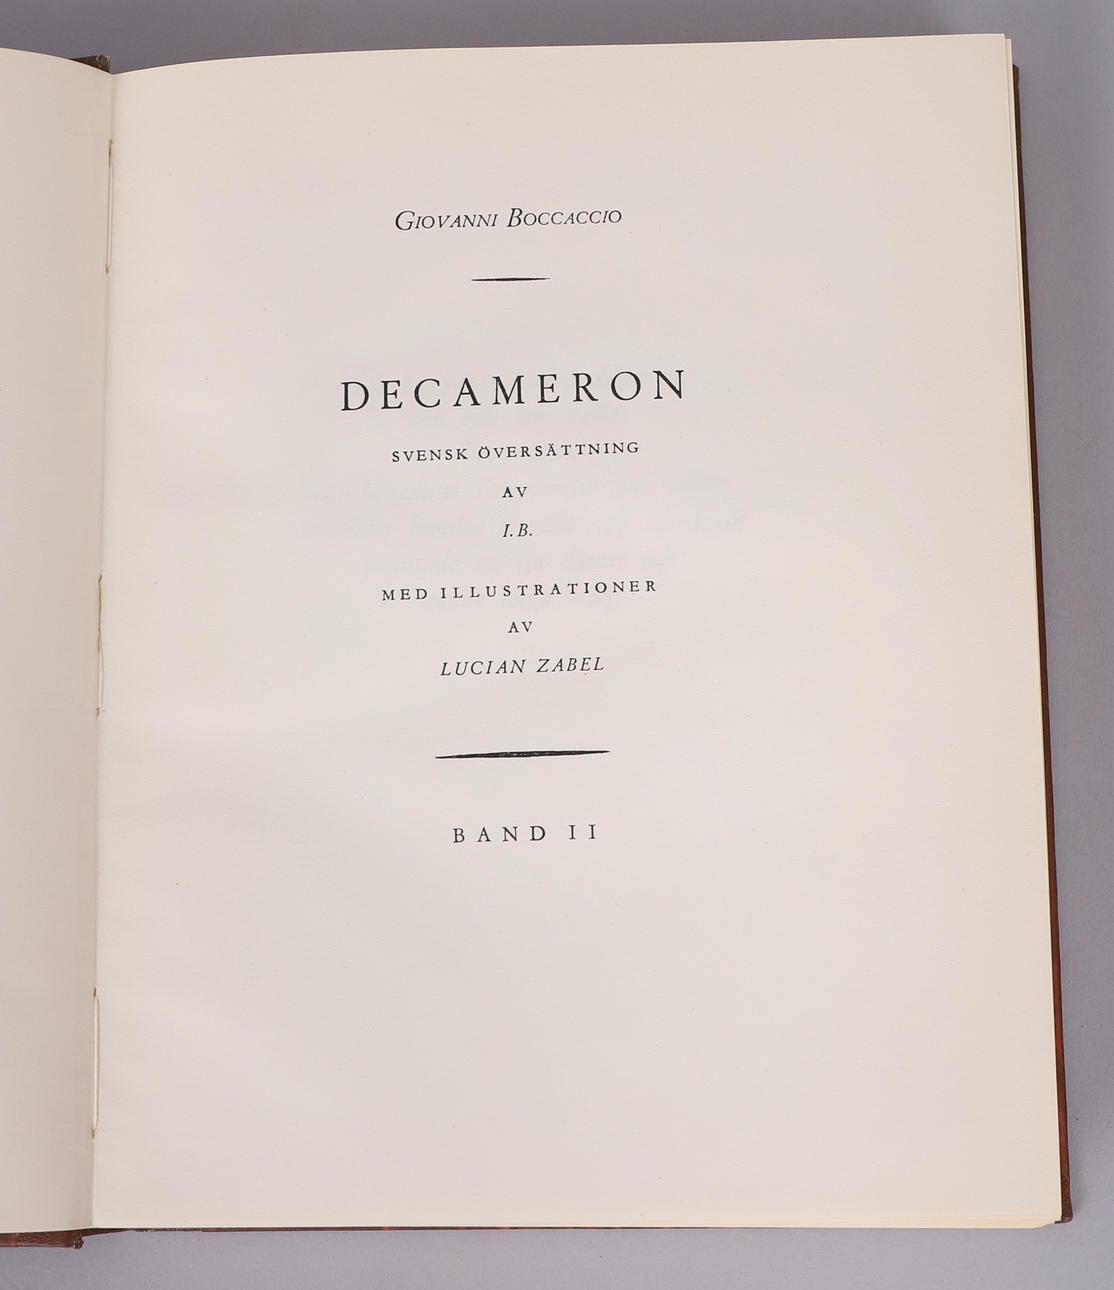 GIOVANNI BOCCACCIO
DECAMERON
SVENSK ÖVERSÄTTNING
AV
I.B.
MED ILLUSTRATIONER
AV
LUCIAN ZABEL
BAND II